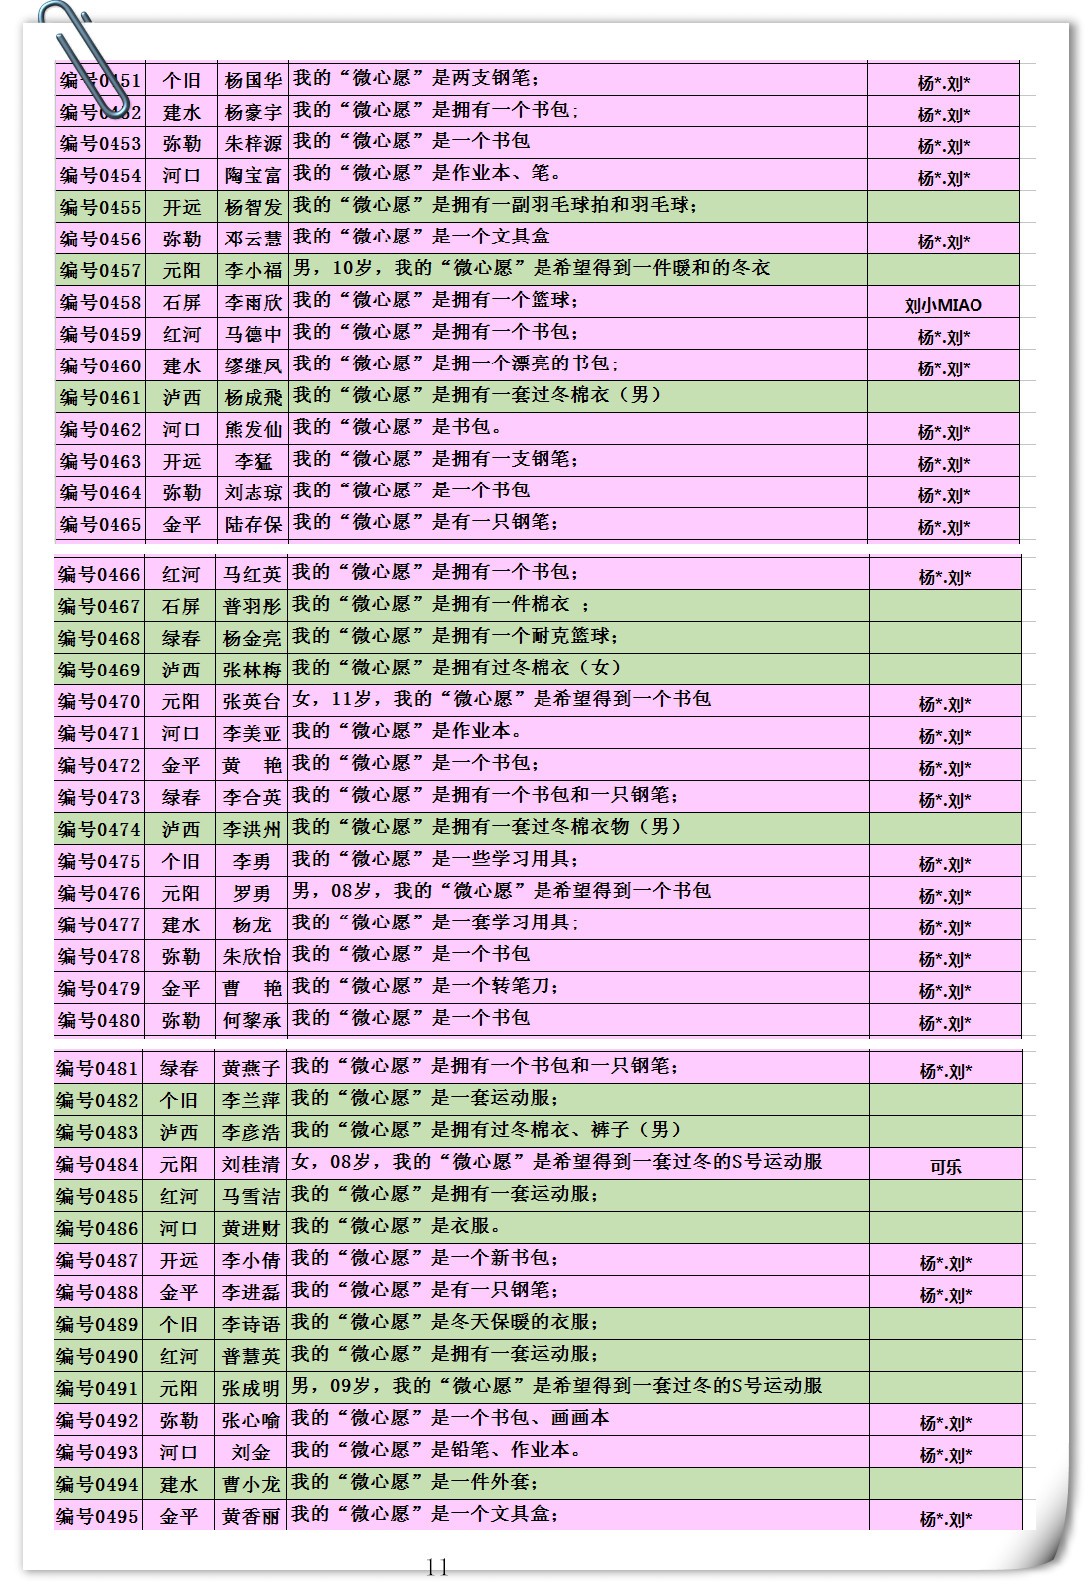 编号0451 个旧 杨国华 我的“微心愿”是两支钢笔； 杨*.刘*
编号0452 建水 杨豪宇 我的“微心愿”是拥有一个书包； 杨*.刘*
编号0453 弥勒 朱梓源 我的“微心愿”是一个书包 杨*.刘*
编号0454 河口 陶宝富 我的“微心愿”是作业本、笔。 杨*.刘*
编号0455 开远 杨智发 我的“微心愿”是拥有一副羽毛球拍和羽毛球；
编号0456 弥勒 邓云慧 我的“微心愿”是一个文具盒 杨*.刘*
编号0457 元阳 李小福 男，10岁，我的“微心愿”是希望得到一件暖和的冬衣
编号0458 石屏 李雨欣 我的“微心愿”是拥有一个篮球； 刘小MIAO
编号0459 红河 马德中 我的“微心愿”是拥有一个书包； 杨*.刘*
编号0460 建水 缪继凤 我的“微心愿”是拥一个漂亮的书包； 杨*.刘*
编号0461 泸西 杨成飛 我的“微心愿”是拥有一套过冬棉衣（男）
编号0462 河口 熊发仙 我的“微心愿”是书包。 杨*.刘*
编号0463 开远 李猛 我的“微心愿”是拥有一支钢笔； 杨*.刘*
编号0464 弥勒 刘志琼 我的“微心愿”是一个书包 杨*.刘*
编号0465 金平 陆存保 我的“微心愿”是有一只钢笔； 杨*.刘*
编号0466 红河 马红英 我的“微心愿”是拥有一个书包； 杨*.刘*
编号0467 石屏 普羽彤 我的“微心愿”是拥有一件棉衣 ；
编号0468 绿春 杨金亮 我的“微心愿”是拥有一个耐克篮球；
编号0469 泸西 张林梅 我的“微心愿”是拥有过冬棉衣（女）
编号0470 元阳 张英台 女，11岁，我的“微心愿”是希望得到一个书包 杨*.刘*
编号0471 河口 李美亚 我的“微心愿”是作业本。 杨*.刘*
编号0472 金平 黄　艳 我的“微心愿”是一个书包； 杨*.刘*
编号0473 绿春 李合英 我的“微心愿”是拥有一个书包和一只钢笔； 杨*.刘*
编号0474 泸西 李洪州 我的“微心愿”是拥有一套过冬棉衣物（男）
编号0475 个旧 李勇 我的“微心愿”是一些学习用具； 杨*.刘*
编号0476 元阳 罗勇 男，08岁，我的“微心愿”是希望得到一个书包 杨*.刘*
编号0477 建水 杨龙 我的“微心愿”是一套学习用具； 杨*.刘*
编号0478 弥勒 朱欣怡 我的“微心愿”是一个书包 杨*.刘*
编号0479 金平 曹　艳 我的“微心愿”是一个转笔刀； 杨*.刘*
编号0480 弥勒 何黎承 我的“微心愿”是一个书包 杨*.刘*
编号0481 绿春 黄燕子 我的“微心愿”是拥有一个书包和一只钢笔； 杨*.刘*
编号0482 个旧 李兰萍 我的“微心愿”是一套运动服；
编号0483 泸西 李彦浩 我的“微心愿”是拥有过冬棉衣、裤子（男）
编号0484 元阳 刘桂清 女，08岁，我的“微心愿”是希望得到一套过冬的S号运动服 可乐
编号0485 红河 马雪洁 我的“微心愿”是拥有一套运动服；
编号0486 河口 黄进财 我的“微心愿”是衣服。
编号0487 开远 李小倩 我的“微心愿”是一个新书包； 杨*.刘*
编号0488 金平 李进磊 我的“微心愿”是有一只钢笔； 杨*.刘*
编号0489 个旧 李诗语 我的“微心愿”是冬天保暖的衣服；
编号0490 红河 普慧英 我的“微心愿”是拥有一套运动服；
编号0491 元阳 张成明 男，09岁，我的“微心愿”是希望得到一套过冬的S号运动服
编号0492 弥勒 张心喻 我的“微心愿”是一个书包、画画本 杨*.刘*
编号0493 河口 刘金 我的“微心愿”是铅笔、作业本。 杨*.刘*
编号0494 建水 曹小龙 我的“微心愿”是一件外套；
编号0495 金平 黄香丽 我的“微心愿”是一个文具盒； 杨*.刘*
11